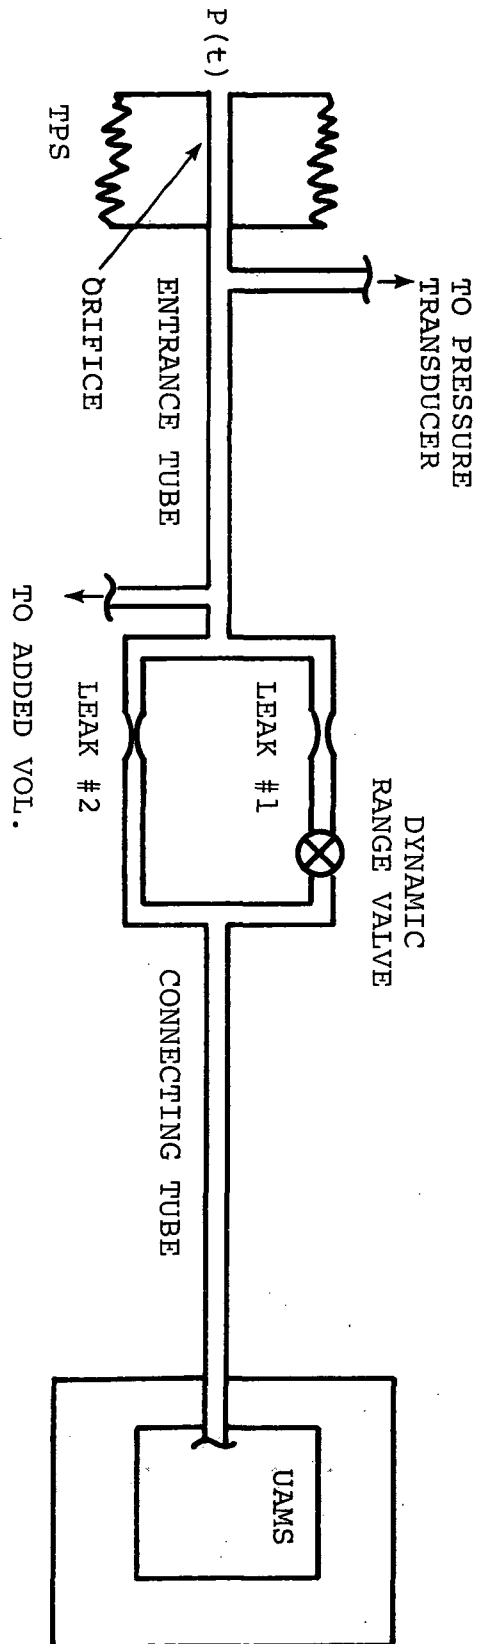 P(t)
TPS
ORIFICE
ENTRANCE TUBE
TO PRESSURE
TRANSDUCER
TO ADDED VOL.
LEAK #2
LEAK #1
DYNAMIC
RANGE VALVE
CONNECTING TUBE
UAMS